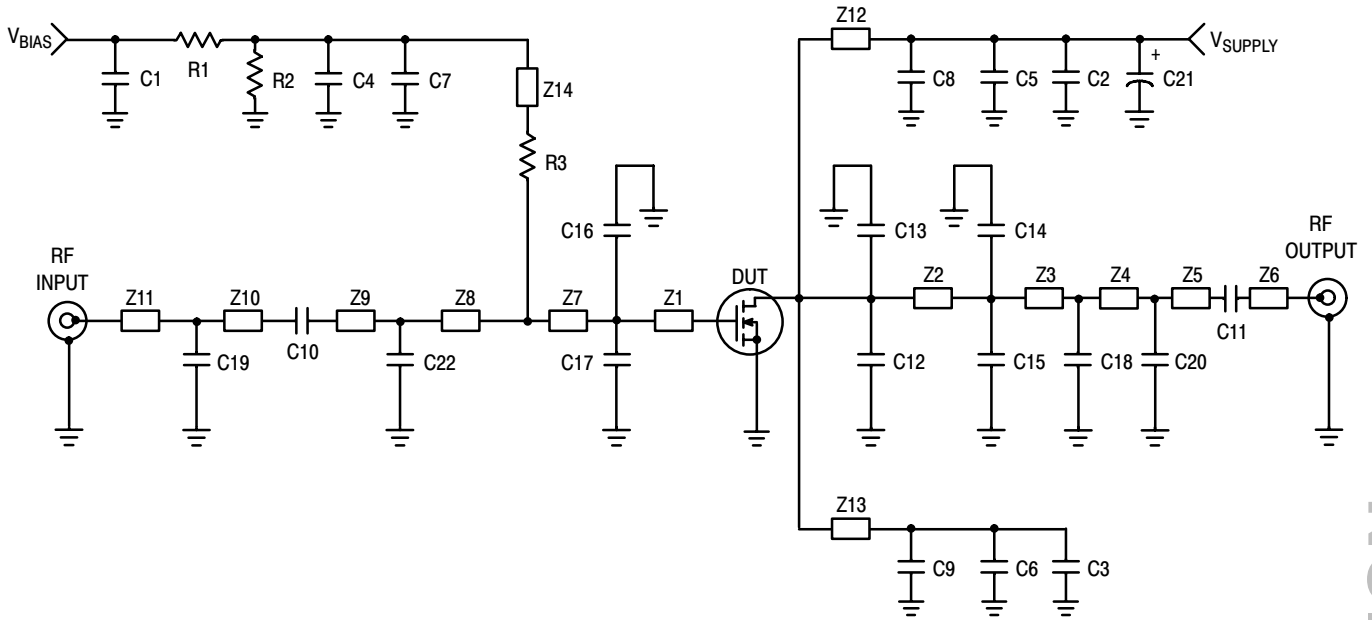 Z12
V_BIAS
V_SUPPLY
+
C1
R1
R2
C4
C7
Z14
C8
C5
C2
C21
R3
C16
C13
C14
RF
INPUT
DUT
RF
OUTPUT
Z11
Z10
Z9
Z8
Z7
Z1
Z2
Z3
Z4
Z5
Z6
C10
C11
C19
C22
C17
C12
C15
C18
C20
Z13
C9
C6
C3